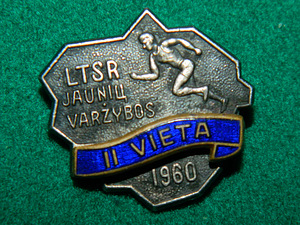 LTSR
JAUNIŲ
VARŽYBOS
II VIETA
1960